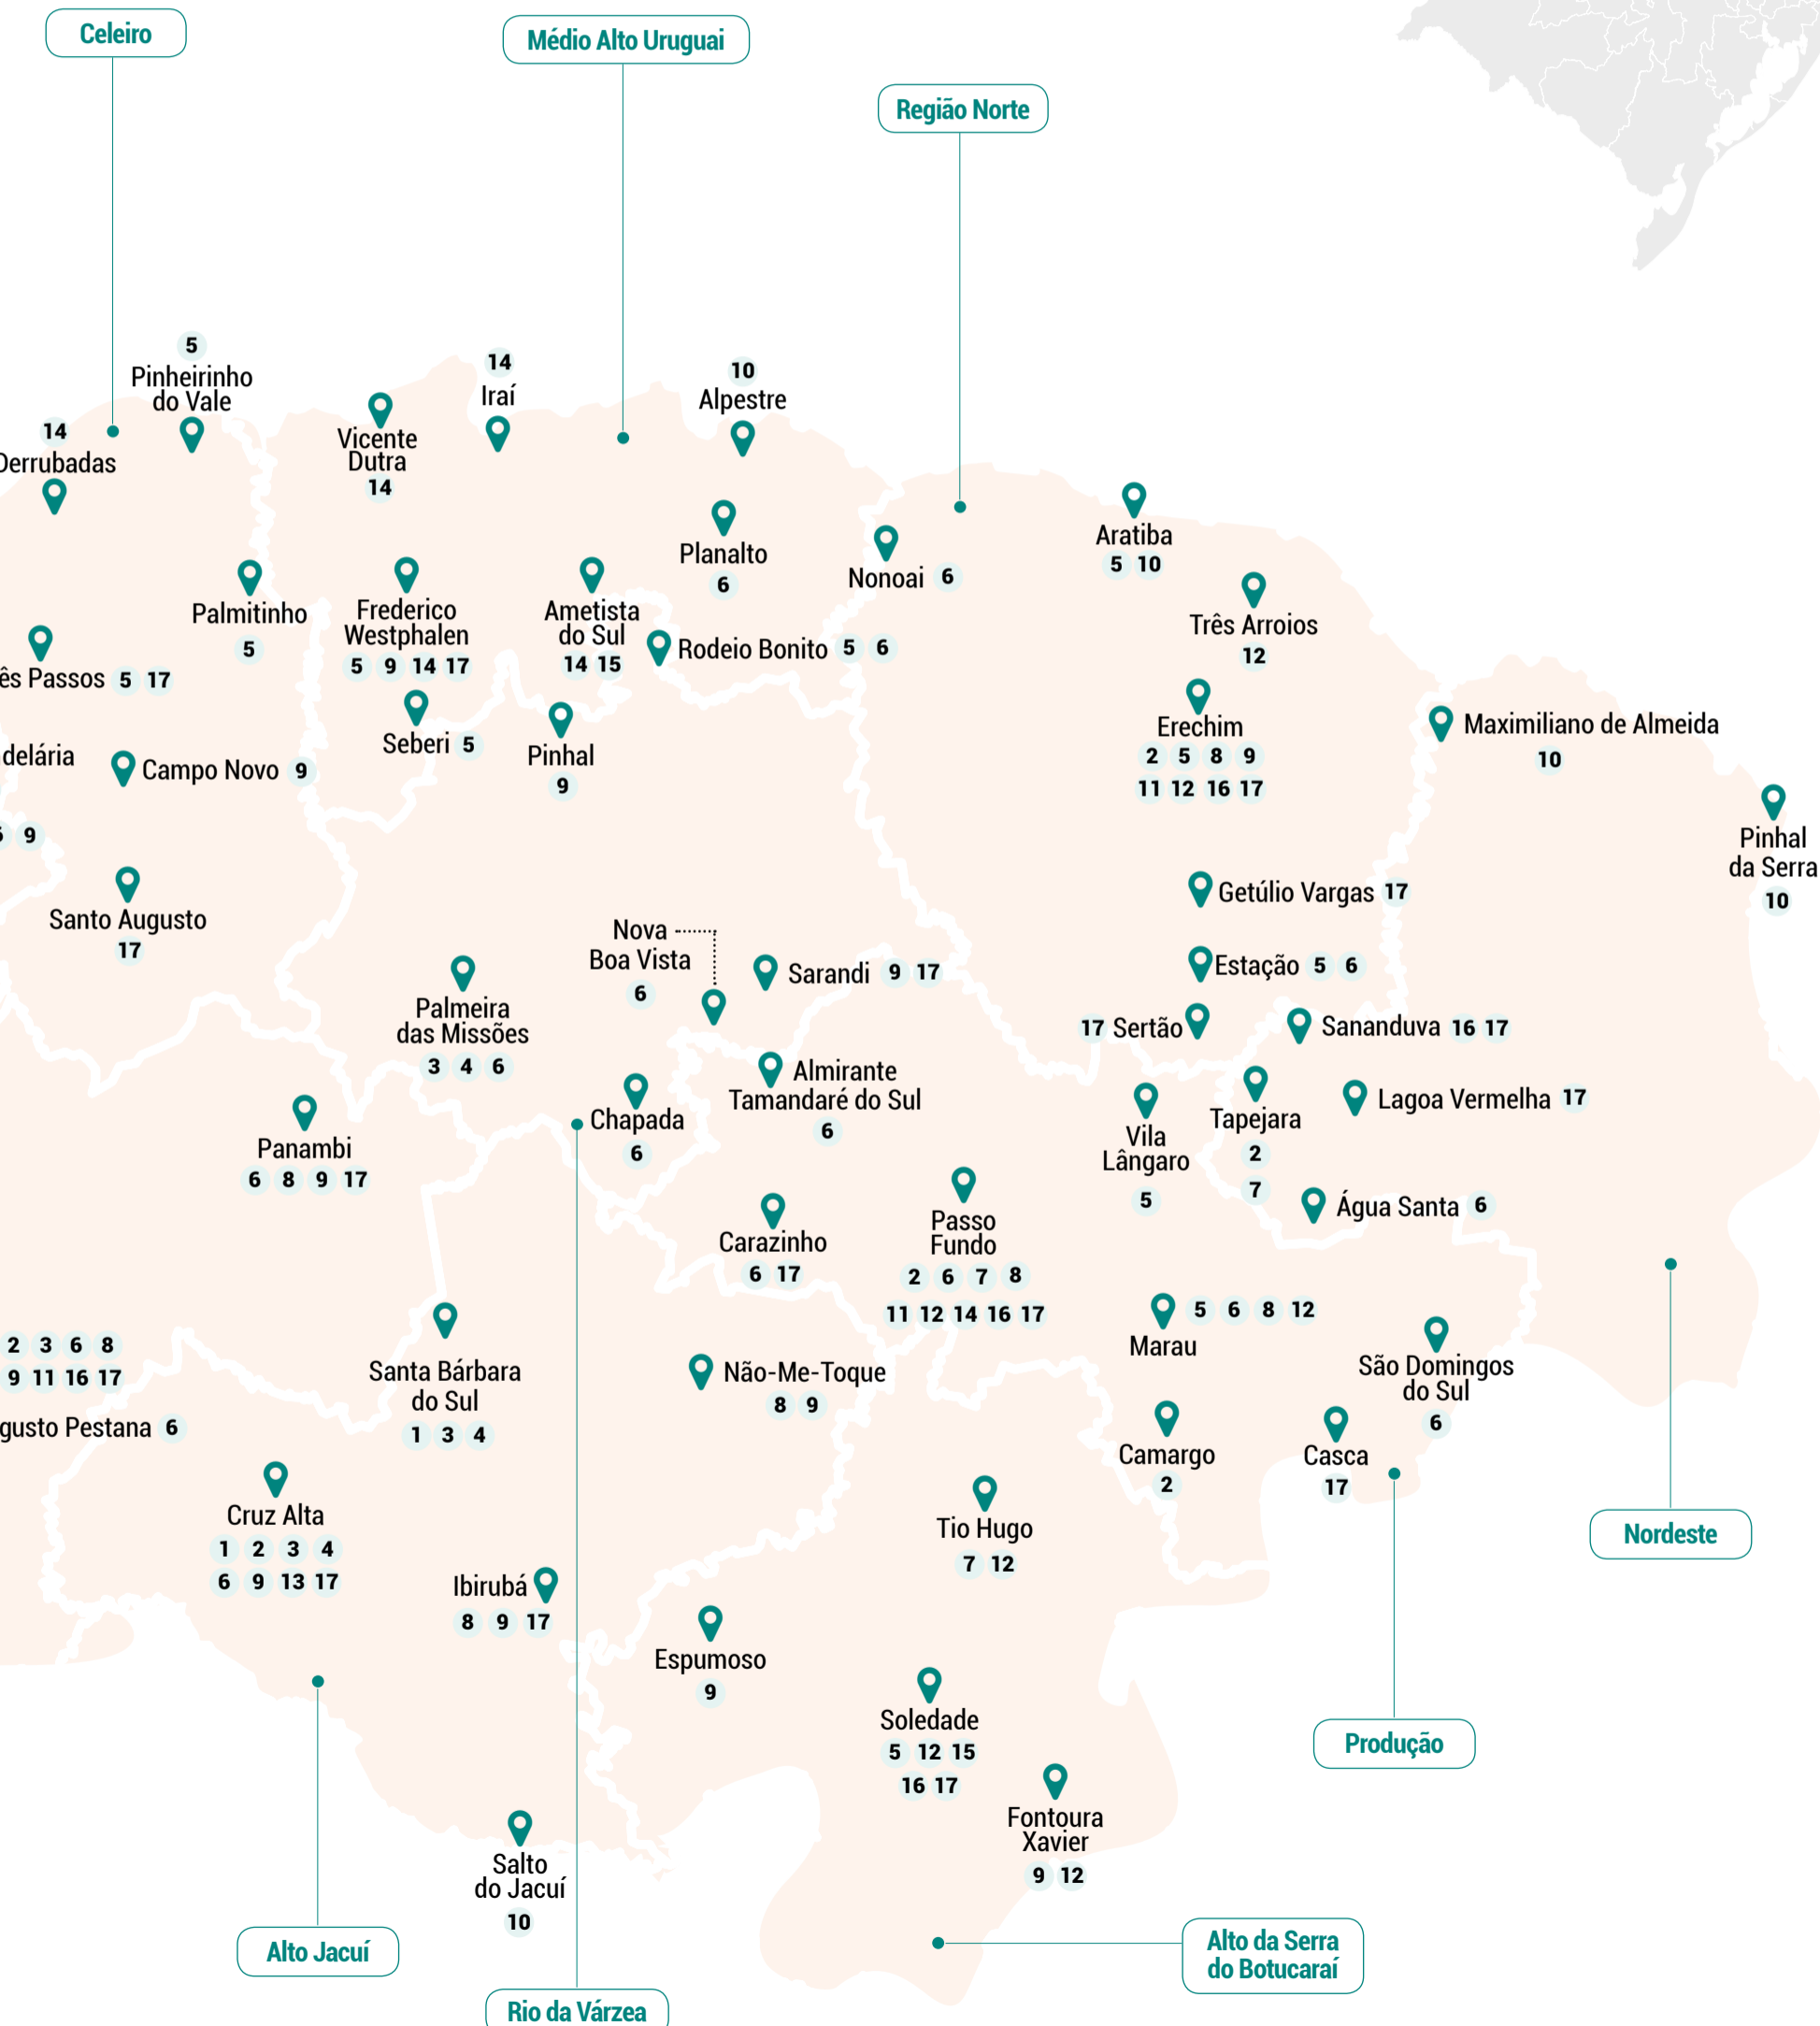 Celeiro
Médio Alto Uruguai
Região Norte
5
Pinheirinho
do Vale
14
Iraí
10
Alpestre
14
Derrubadas
Vicente
Dutra
14
Planalto
6
Nonoai 6
Aratiba
5 10
Três Arroios
12
Palmitinho
5
Frederico
Westphalen
5 9 14 17
Ametista
do Sul
14 15
Rodeio Bonito 5 6
ês Passos 5 17
Seberi 5
Pinhal
9
Erechim
2 5 8 9
11 12 16 17
Maximiliano de Almeida
10
delária
Campo Novo 9
9
Pinhal
da Serra
10
Santo Augusto
17
Getúlio Vargas 17
Nova
Boa Vista
6
Sarandi 9 17
Estação 5 6
Palmeira
das Missões
3 4 6
17 Sertão
Sananduva 16 17
Almirante
Tamandaré do Sul
6
Chapada
6
Vila
Lângaro
5
Tapejara
2
7
Lagoa Vermelha 17
Panambi
6 8 9 17
Água Santa 6
Carazinho
6 17
Passo
Fundo
2 6 7 8
11 12 14 16 17
Marau
5 6 8 12
2 3 6 8
9 11 16 17
gusto Pestana 6
Santa Bárbara
do Sul
1 3 4
Não-Me-Toque
8 9
São Domingos
do Sul
6
Camargo
2
Casca
17
Cruz Alta
1 2 3 4
6 9 13 17
Tio Hugo
7 12
Nordeste
Ibirubá
8 9 17
Espumoso
9
Soledade
5 12 15
16 17
Produção
Fontoura
Xavier
9 12
Salto
do Jacuí
10
Alto Jacuí
Alto da Serra
do Botucaraí
Rio da Várzea